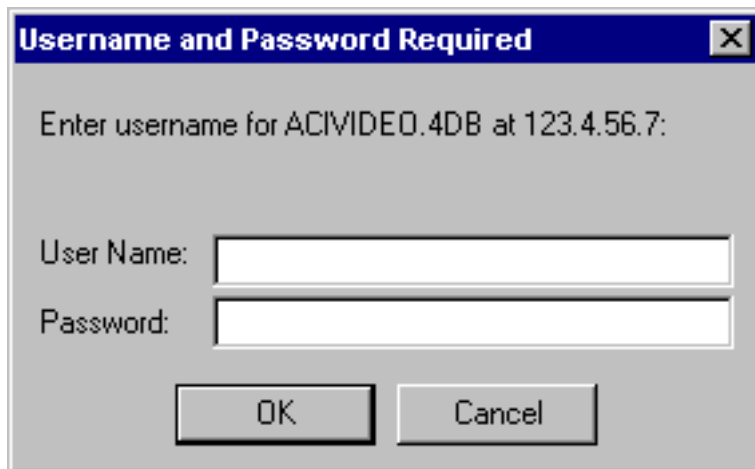 Username and Password Required
Enter username for ACIVIDEO.4DB at 123.4.56.7:
User Name:
Password:
OK Cancel